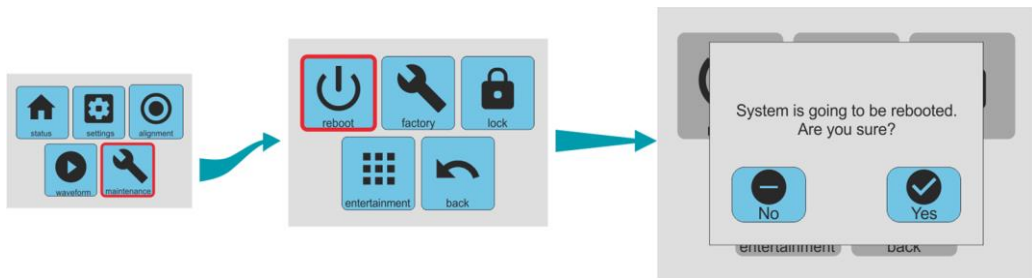 status settings alignment
waveform maintenance
reboot factory lock
entertainment back
System is going to be rebooted.
Are you sure?
No Yes
entertainment back